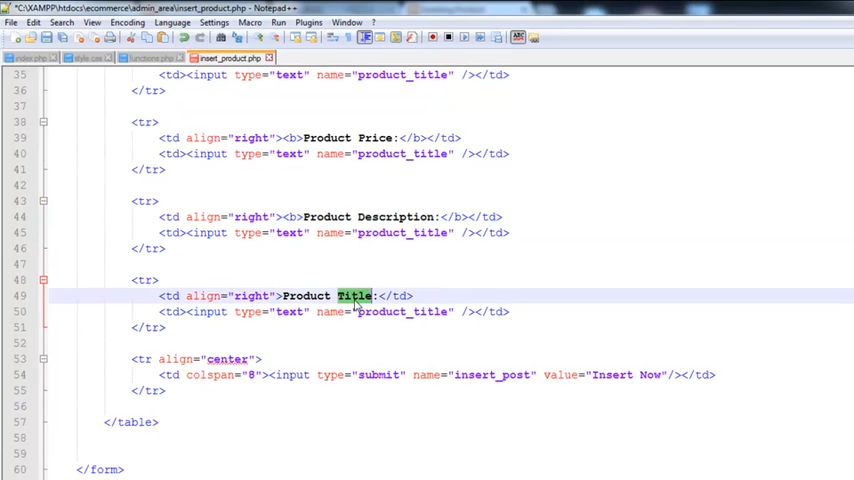 *C:\XAMPP\htdocs\ecommerce\admin_area\insert_product.php - Notepad++
File Edit Search View Encoding Language Settings Macro Run Plugins Window ?
index.php style.css functions.php insert_product.php
35 <td><input type="text" name="product_title" /></td>
36 </tr>
37
38 <tr>
39 <td align="right"><b>Product Price:</b></td>
40 <td><input type="text" name="product_title" /></td>
41 </tr>
42
43 <tr>
44 <td align="right"><b>Product Description:</b></td>
45 <td><input type="text" name="product_title" /></td>
46 </tr>
47
48 <tr>
49 <td align="right">Product Title:</td>
50 <td><input type="text" name="product_title" /></td>
51 </tr>
52
53 <tr align="center">
54 <td colspan="8"><input type="submit" name="insert_post" value="Insert Now"/></td>
55 </tr>
56
57 </table>
58
59
60 </form>